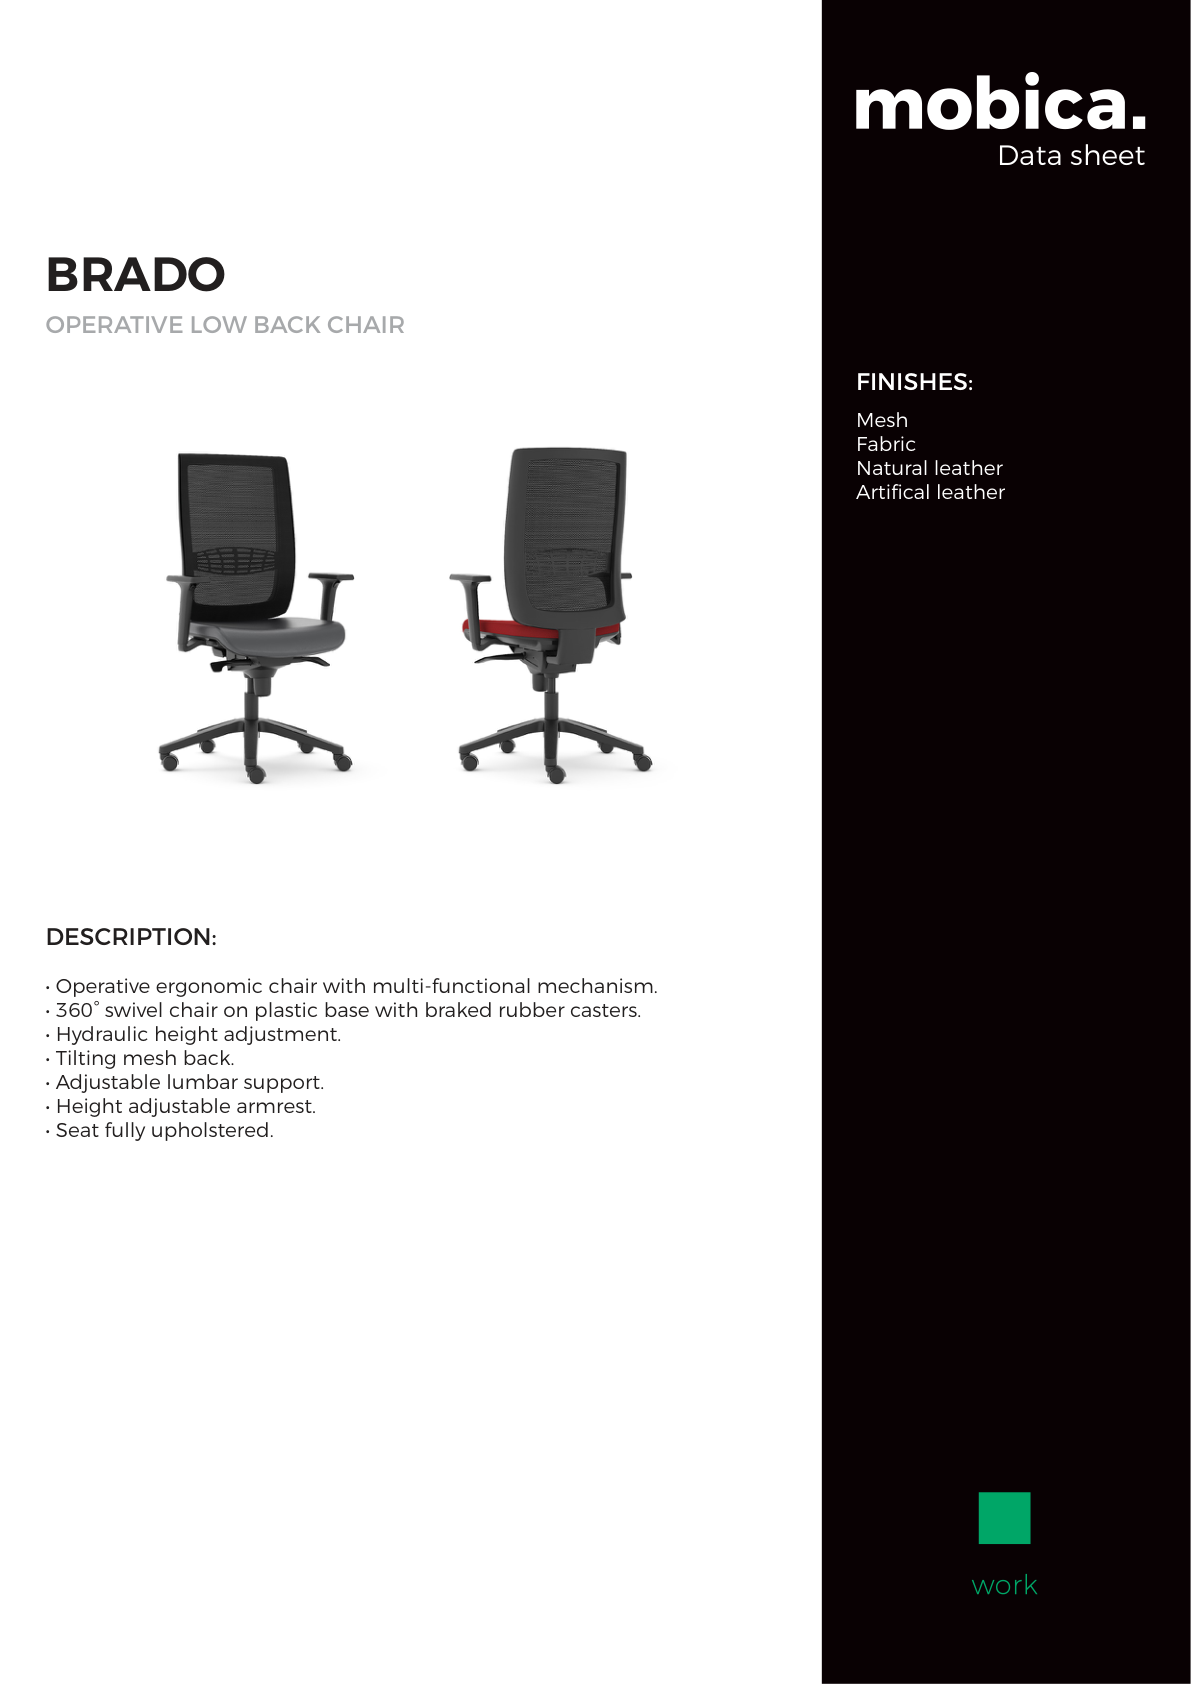 mobica.
Data sheet
BRADO
OPERATIVE LOW BACK CHAIR
FINISHES:
Mesh
Fabric
Natural leather
Artifical leather
DESCRIPTION:
• Operative ergonomic chair with multi-functional mechanism.
• 360° swivel chair on plastic base with braked rubber casters.
• Hydraulic height adjustment.
• Tilting mesh back.
• Adjustable lumbar support.
• Height adjustable armrest.
• Seat fully upholstered.
work